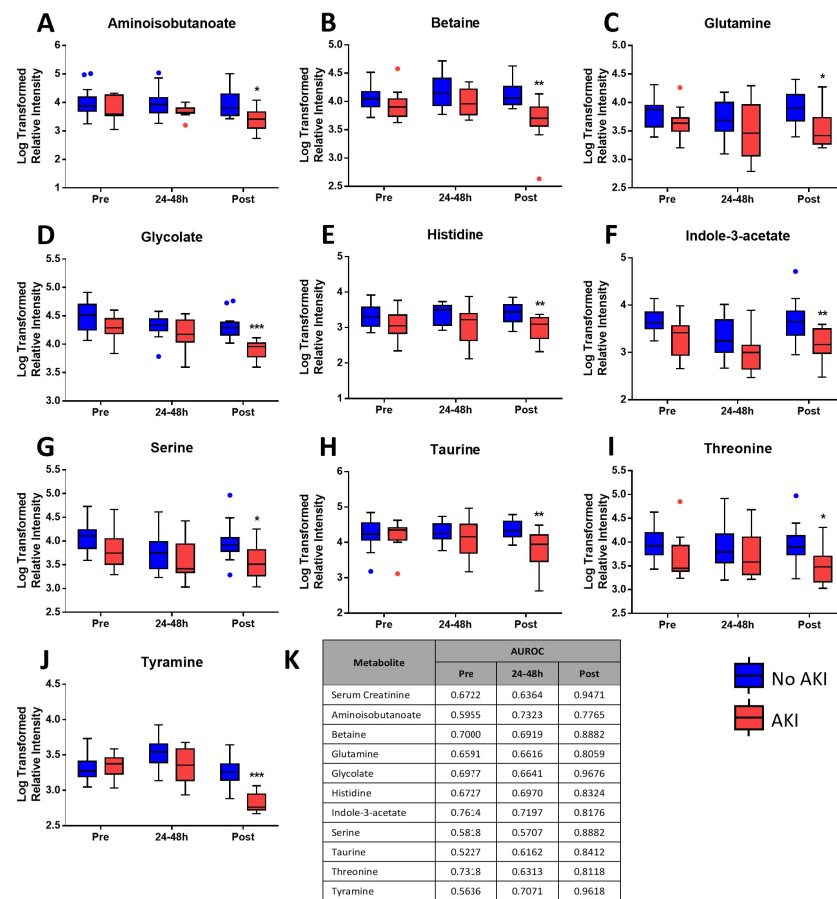 A Aminoisobutanoate
Log Transformed
Relative Intensity
6
5
4
3
2
1
*
Pre 24-48h Post
B Betaine
Log Transformed
Relative Intensity
5.0
4.5
4.0
3.5
3.0
2.5
**
Pre 24-48h Post
C Glutamine
Log Transformed
Relative Intensity
5.0
4.5
4.0
3.5
3.0
2.5
*
Pre 24-48h Post
D Glycolate
Log Transformed
Relative Intensity
5.5
5.0
4.5
4.0
3.5
3.0
***
Pre 24-48h Post
E Histidine
Log Transformed
Relative Intensity
5
4
3
2
1
**
Pre 24-48h Post
F Indole-3-acetate
Log Transformed
Relative Intensity
5
4
3
2
**
Pre 24-48h Post
G Serine
Log Transformed
Relative Intensity
5.5
5.0
4.5
4.0
3.5
3.0
2.5
*
Pre 24-48h Post
H Taurine
Log Transformed
Relative Intensity
6
5
4
3
2
**
Pre 24-48h Post
I Threonine
Log Transformed
Relative Intensity
5.5
5.0
4.5
4.0
3.5
3.0
2.5
*
Pre 24-48h Post
J Tyramine
Log Transformed
Relative Intensity
4.5
4.0
3.5
3.0
2.5
***
Pre 24-48h Post
K
Metabolite AUROC
Pre 24-48h Post
Serum Creatinine 0.6722 0.6364 0.9471
Aminoisobutanoate 0.5955 0.7323 0.7765
Betaine 0.7000 0.6919 0.8882
Glutamine 0.6591 0.6616 0.8059
Glycolate 0.6977 0.6641 0.9676
Histidine 0.6727 0.6970 0.8324
Indole-3-acetate 0.7614 0.7197 0.8176
Serine 0.5818 0.5707 0.8882
Taurine 0.5227 0.6162 0.8412
Threonine 0.7318 0.6313 0.8118
Tyramine 0.5636 0.7071 0.9618
No AKI
AKI